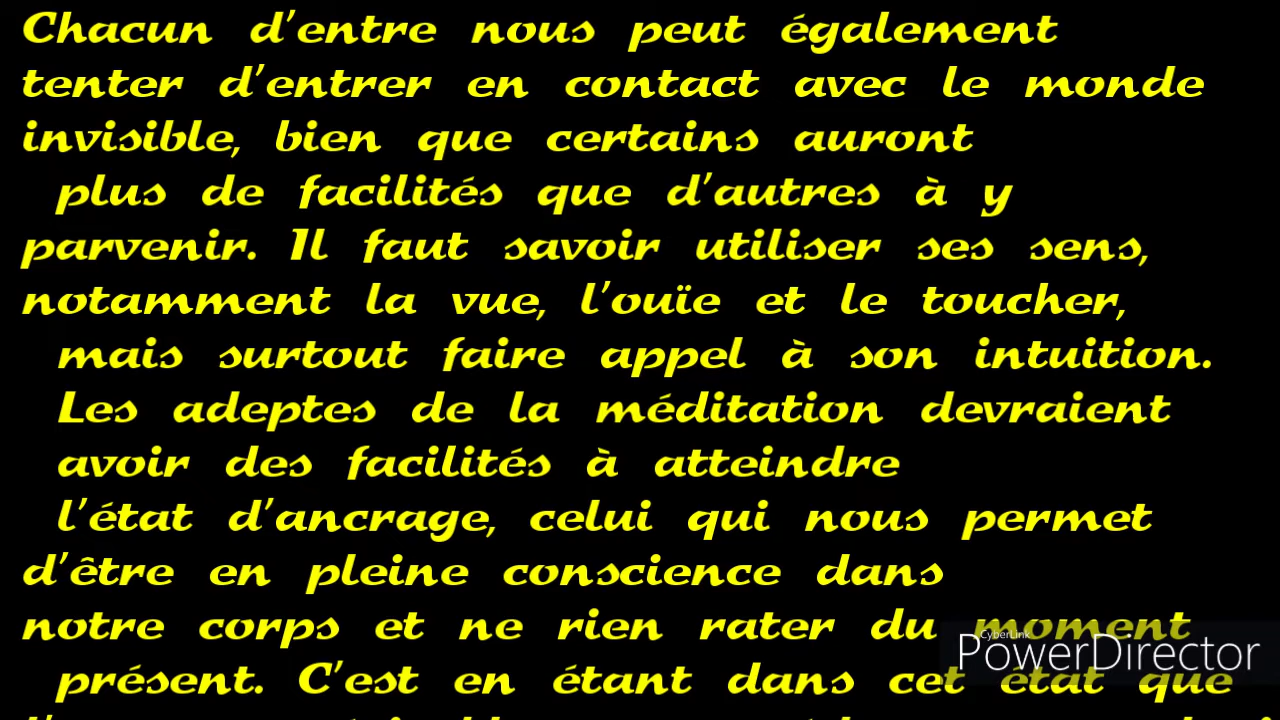 Chacun d'entre nous peut également
tenter d'entrer en contact avec le monde
invisible, bien que certains auront
plus de facilités que d'autres à y
parvenir. Il faut savoir utiliser ses sens,
notamment la vue, l'ouïe et le toucher,
mais surtout faire appel à son intuition.
Les adeptes de la méditation devraient
avoir des facilités à atteindre
l'état d'ancrage, celui qui nous permet
d'être en pleine conscience dans
notre corps et ne rien rater du moment
présent. C'est en étant dans cet état que
CyberLink
PowerDirector